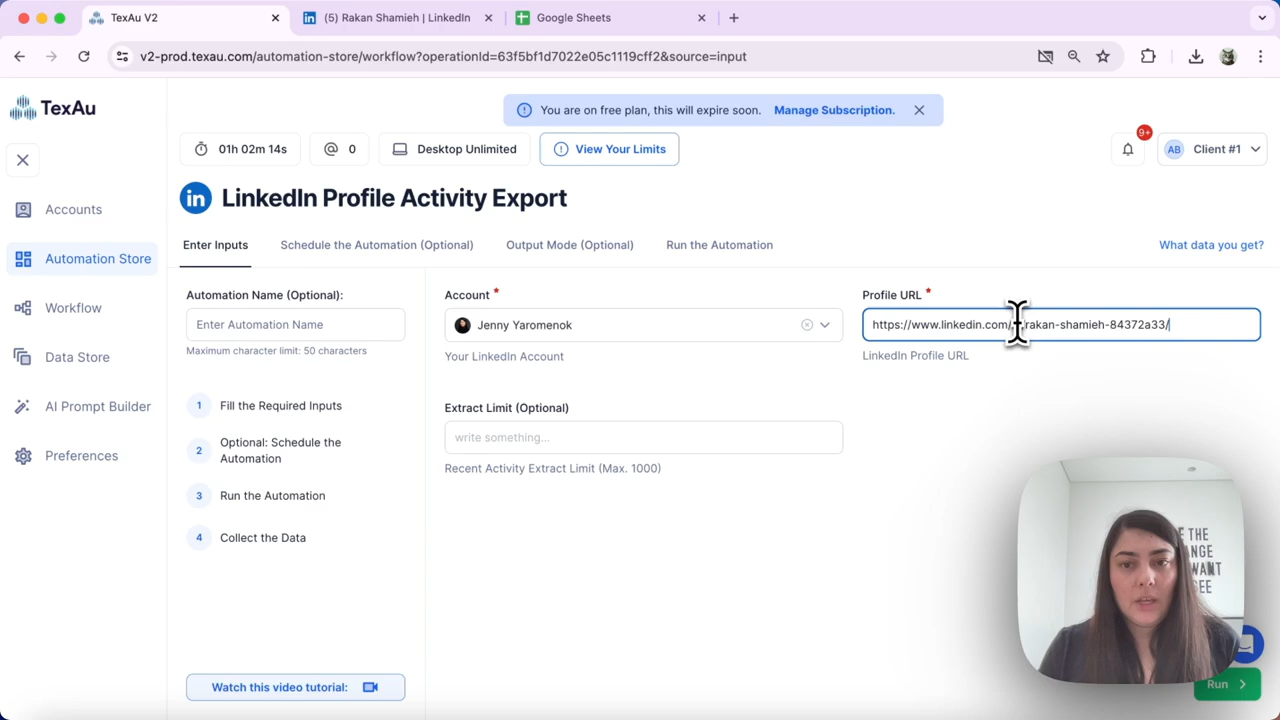 TexAu V2
(5) Rakan Shamieh | LinkedIn
Google Sheets
v2-prod.texau.com/automation-store/workflow?operationId=63f5bf1d7022e05c1119cff2&source=input
TexAu
You are on free plan, this will expire soon. Manage Subscription.
01h 02m 14s
0
Desktop Unlimited
View Your Limits
9+
AB Client #1
LinkedIn Profile Activity Export
Accounts
Automation Store
Workflow
Data Store
AI Prompt Builder
Preferences
Enter Inputs
Schedule the Automation (Optional)
Output Mode (Optional)
Run the Automation
What data you get?
Automation Name (Optional):
Enter Automation Name
Maximum character limit: 50 characters
1 Fill the Required Inputs
2 Optional: Schedule the
Automation
3 Run the Automation
4 Collect the Data
Watch this video tutorial:
Account *
Jenny Yaromenok
Your LinkedIn Account
Extract Limit (Optional)
write something...
Recent Activity Extract Limit (Max. 1000)
Profile URL *
https://www.linkedin.com/ /rakan-shamieh-84372a33/
LinkedIn Profile URL
THE
WANT
Run